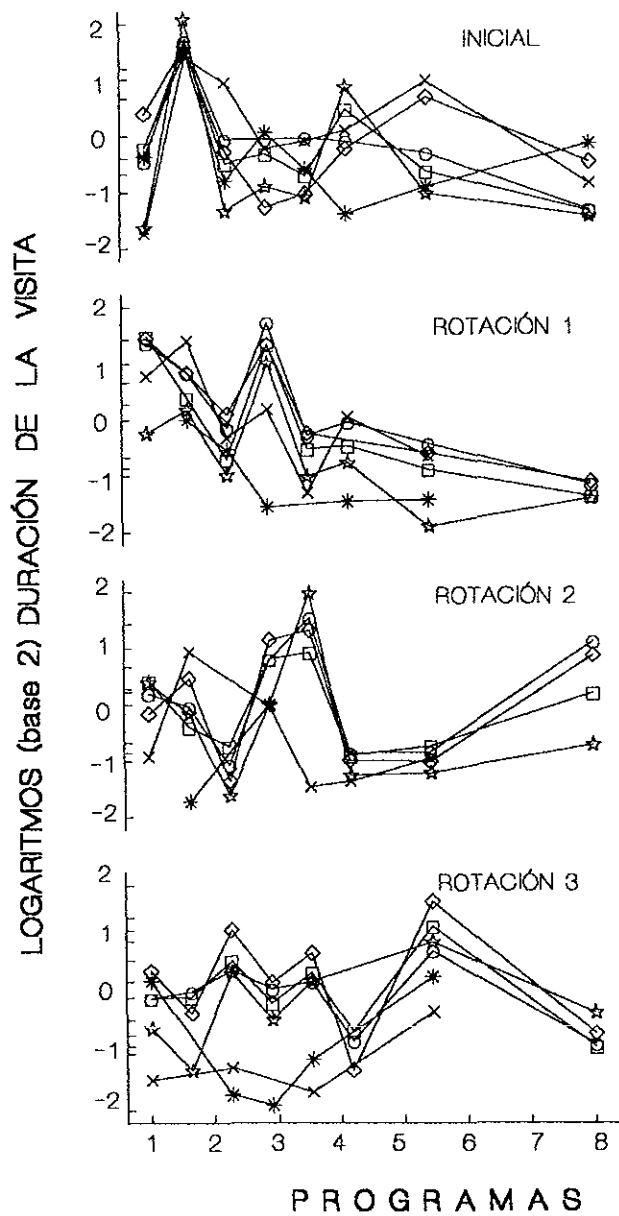 LOGARITMOS (base 2) DURACIÓN DE LA VISITA
INICIAL
2
1
0
-1
-2
ROTACIÓN 1
2
1
0
-1
-2
ROTACIÓN 2
2
1
0
-1
-2
ROTACIÓN 3
2
1
0
-1
-2
1 2 3 4 5 6 7 8
PROGRAMAS